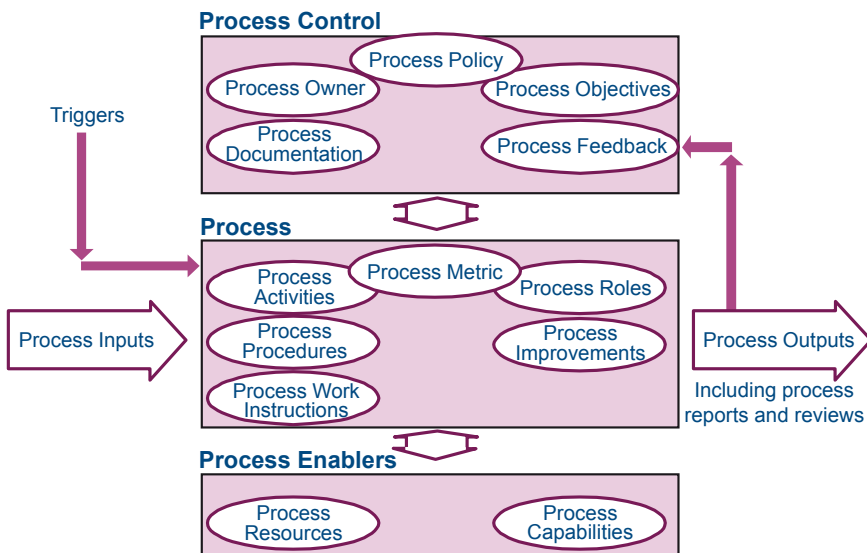 Process Control
Process Policy
Process Owner
Process Objectives
Triggers
Process
Documentation
Process Feedback
Process
Process Metric
Process
Activities
Process Roles
Process Inputs
Process
Procedures
Process
Improvements
Process Outputs
Process Work
Instructions
Including process
reports and reviews
Process Enablers
Process
Resources
Process
Capabilities